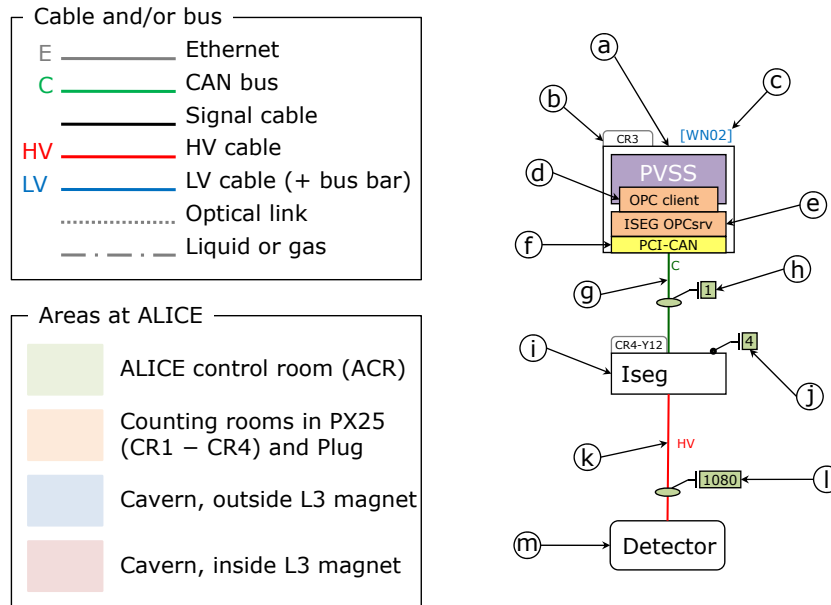 Cable and/or bus
E Ethernet
C CAN bus
Signal cable
HV HV cable
LV LV cable (+ bus bar)
Optical link
Liquid or gas
Areas at ALICE
ALICE control room (ACR)
Counting rooms in PX25
(CR1 − CR4) and Plug
Cavern, outside L3 magnet
Cavern, inside L3 magnet
a
b
c
CR3
[WN02]
PVSS
d
OPC client
ISEG OPCsrv
e
f
PCI-CAN
C
g
1
h
CR4-Y12
4
i
Iseg
j
k
HV
1080
l
m
Detector